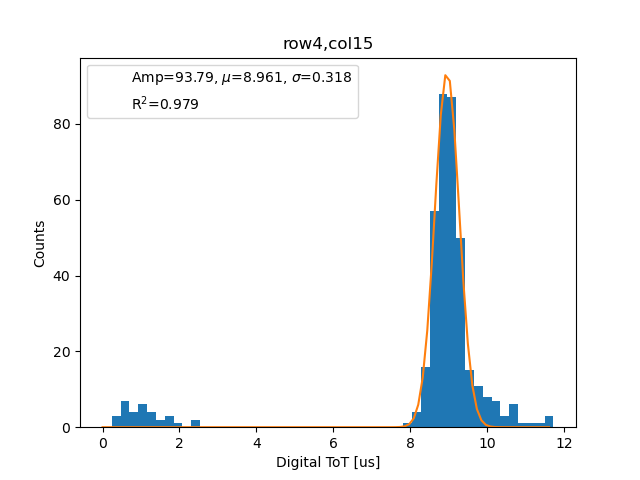 row4,col15
Amp=93.79, μ=8.961, σ=0.318
R²=0.979
Counts
80
60
40
20
0
0 2 4 6 8 10 12
Digital ToT [us]